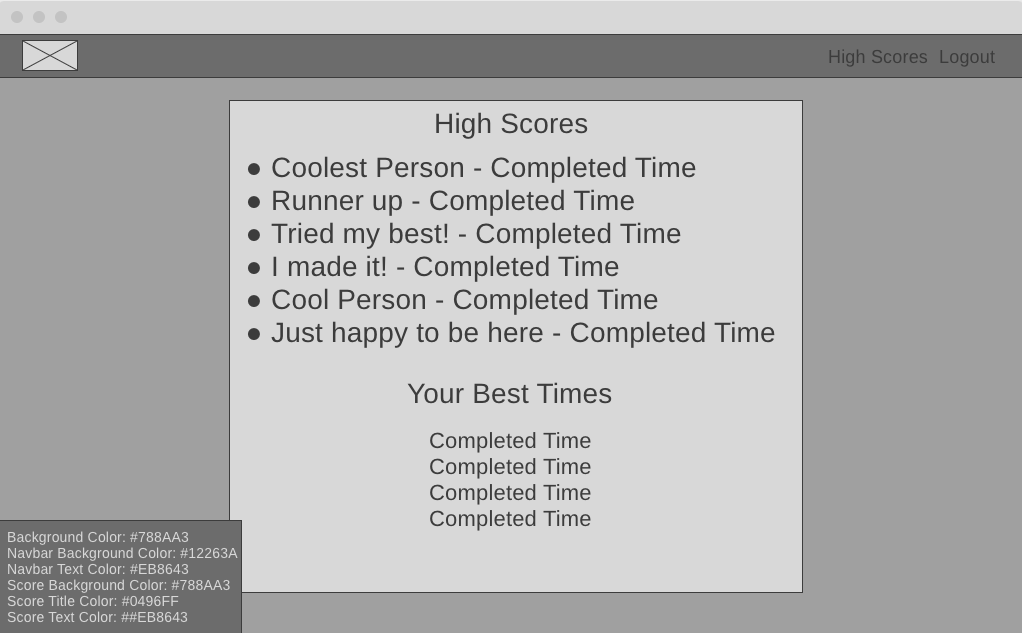 High Scores Logout
High Scores
● Coolest Person - Completed Time
● Runner up - Completed Time
● Tried my best! - Completed Time
● I made it! - Completed Time
● Cool Person - Completed Time
● Just happy to be here - Completed Time
Your Best Times
Completed Time
Completed Time
Completed Time
Completed Time
Background Color: #788AA3
Navbar Background Color: #12263A
Navbar Text Color: #EB8643
Score Background Color: #788AA3
Score Title Color: #0496FF
Score Text Color: ##EB8643